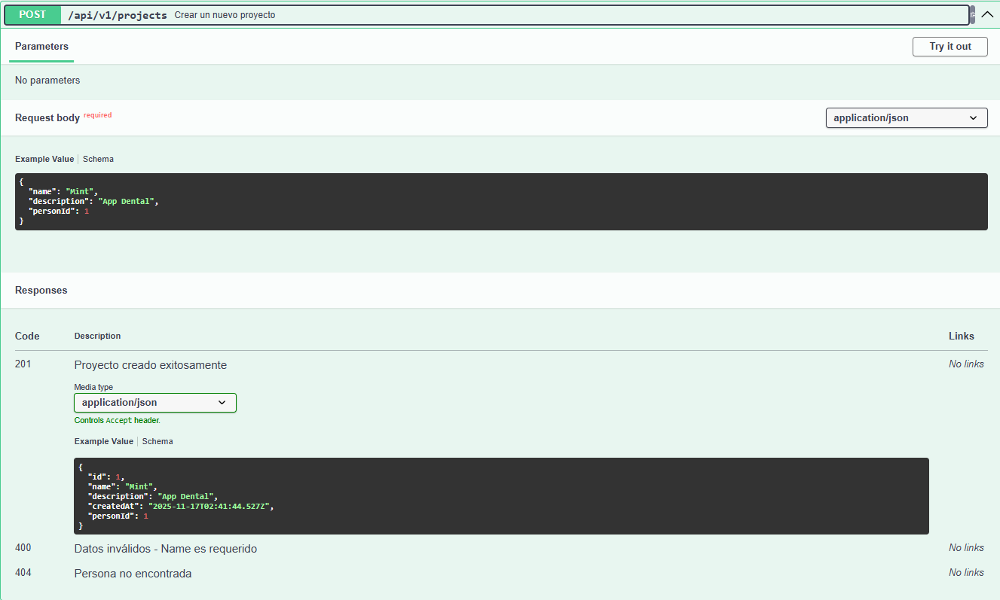 POST /api/v1/projects Crear un nuevo proyecto
Parameters
Try it out
No parameters
Request body required
application/json
Example Value Schema
{
"name": "Mint",
"description": "App Dental",
"personId": 1
}
Responses
Code Description Links
201 Proyecto creado exitosamente No links
Media type
application/json
Controls Accept header.
Example Value Schema
{
"id": 1,
"name": "Mint",
"description": "App Dental",
"createdAt": "2025-11-17T02:41:44.527Z",
"personId": 1
}
400 Datos inválidos - Name es requerido No links
404 Persona no encontrada No links